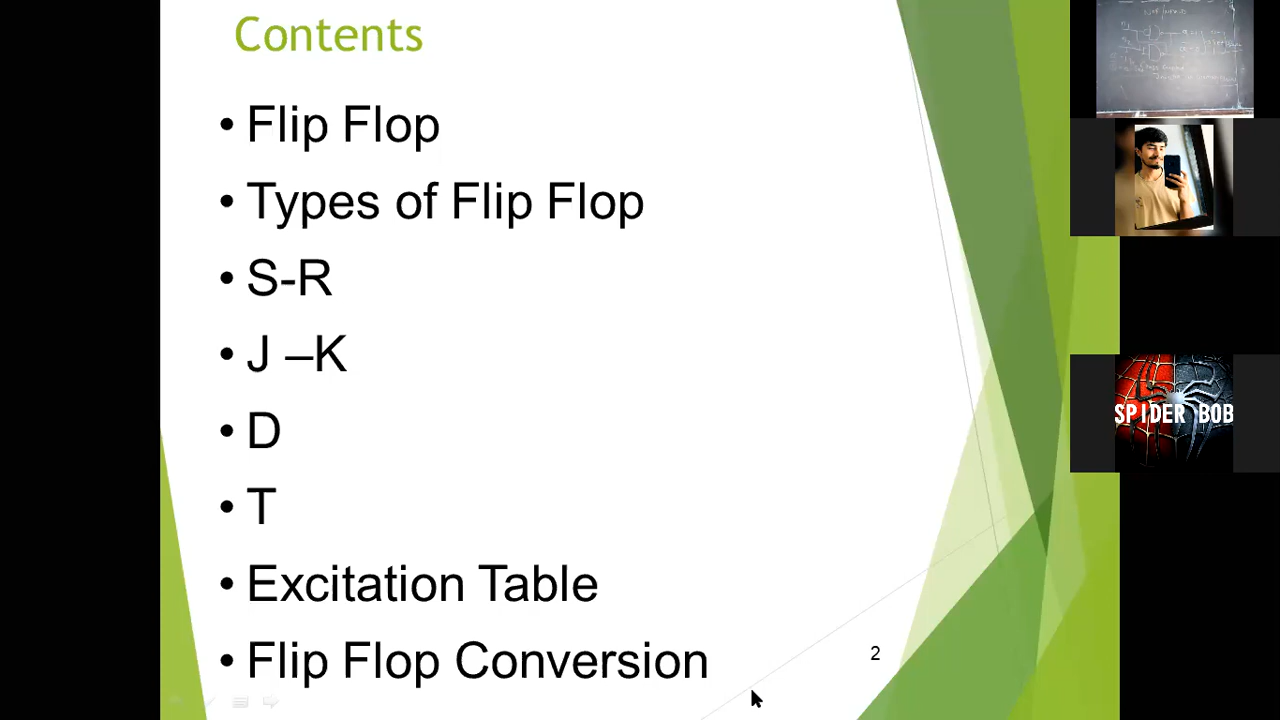 Contents
• Flip Flop
• Types of Flip Flop
• S-R
• J –K
• D
• T
• Excitation Table
• Flip Flop Conversion
2
SPIDER BOB